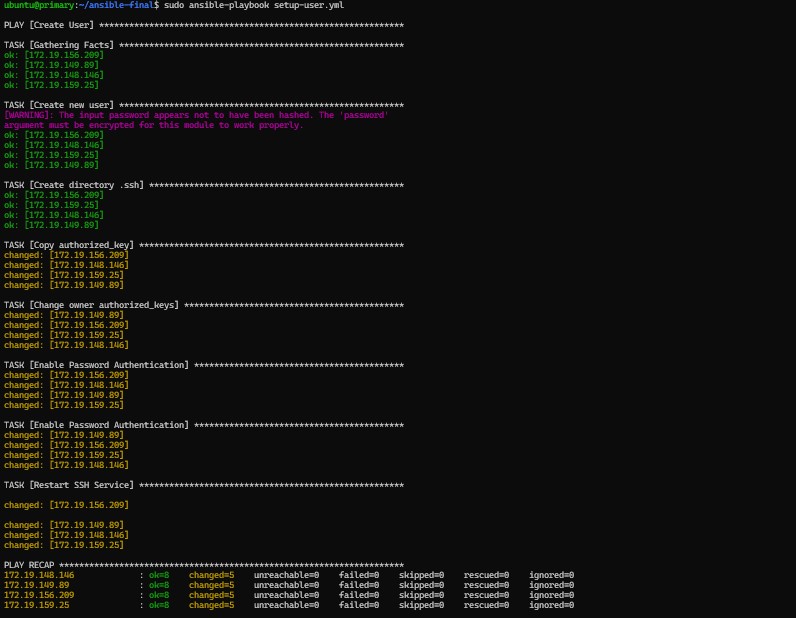 ubuntu@primary:~/ansible-final$ sudo ansible-playbook setup-user.yml
PLAY [Create User] *************************************************************
TASK [Gathering Facts] *********************************************************
ok: [172.19.156.209]
ok: [172.19.149.89]
ok: [172.19.148.146]
ok: [172.19.159.25]
TASK [Create new user] *********************************************************
[WARNING]: The input password appears not to have been hashed. The 'password'
argument must be encrypted for this module to work properly.
ok: [172.19.156.209]
ok: [172.19.148.146]
ok: [172.19.159.25]
ok: [172.19.149.89]
TASK [Create directory .ssh] ***************************************************
ok: [172.19.156.209]
ok: [172.19.159.25]
ok: [172.19.148.146]
ok: [172.19.149.89]
TASK [Copy authorized_key] *****************************************************
changed: [172.19.156.209]
changed: [172.19.148.146]
changed: [172.19.159.25]
changed: [172.19.149.89]
TASK [Change owner authorized_keys] ********************************************
changed: [172.19.149.89]
changed: [172.19.156.209]
changed: [172.19.159.25]
changed: [172.19.148.146]
TASK [Enable Password Authentication] ******************************************
changed: [172.19.156.209]
changed: [172.19.148.146]
changed: [172.19.149.89]
changed: [172.19.159.25]
TASK [Enable Password Authentication] ******************************************
changed: [172.19.149.89]
changed: [172.19.156.209]
changed: [172.19.159.25]
changed: [172.19.148.146]
TASK [Restart SSH Service] *****************************************************
changed: [172.19.156.209]
changed: [172.19.149.89]
changed: [172.19.148.146]
changed: [172.19.159.25]
PLAY RECAP *********************************************************************
172.19.148.146 : ok=8 changed=5 unreachable=0 failed=0 skipped=0 rescued=0 ignored=0
172.19.149.89 : ok=8 changed=5 unreachable=0 failed=0 skipped=0 rescued=0 ignored=0
172.19.156.209 : ok=8 changed=5 unreachable=0 failed=0 skipped=0 rescued=0 ignored=0
172.19.159.25 : ok=8 changed=5 unreachable=0 failed=0 skipped=0 rescued=0 ignored=0